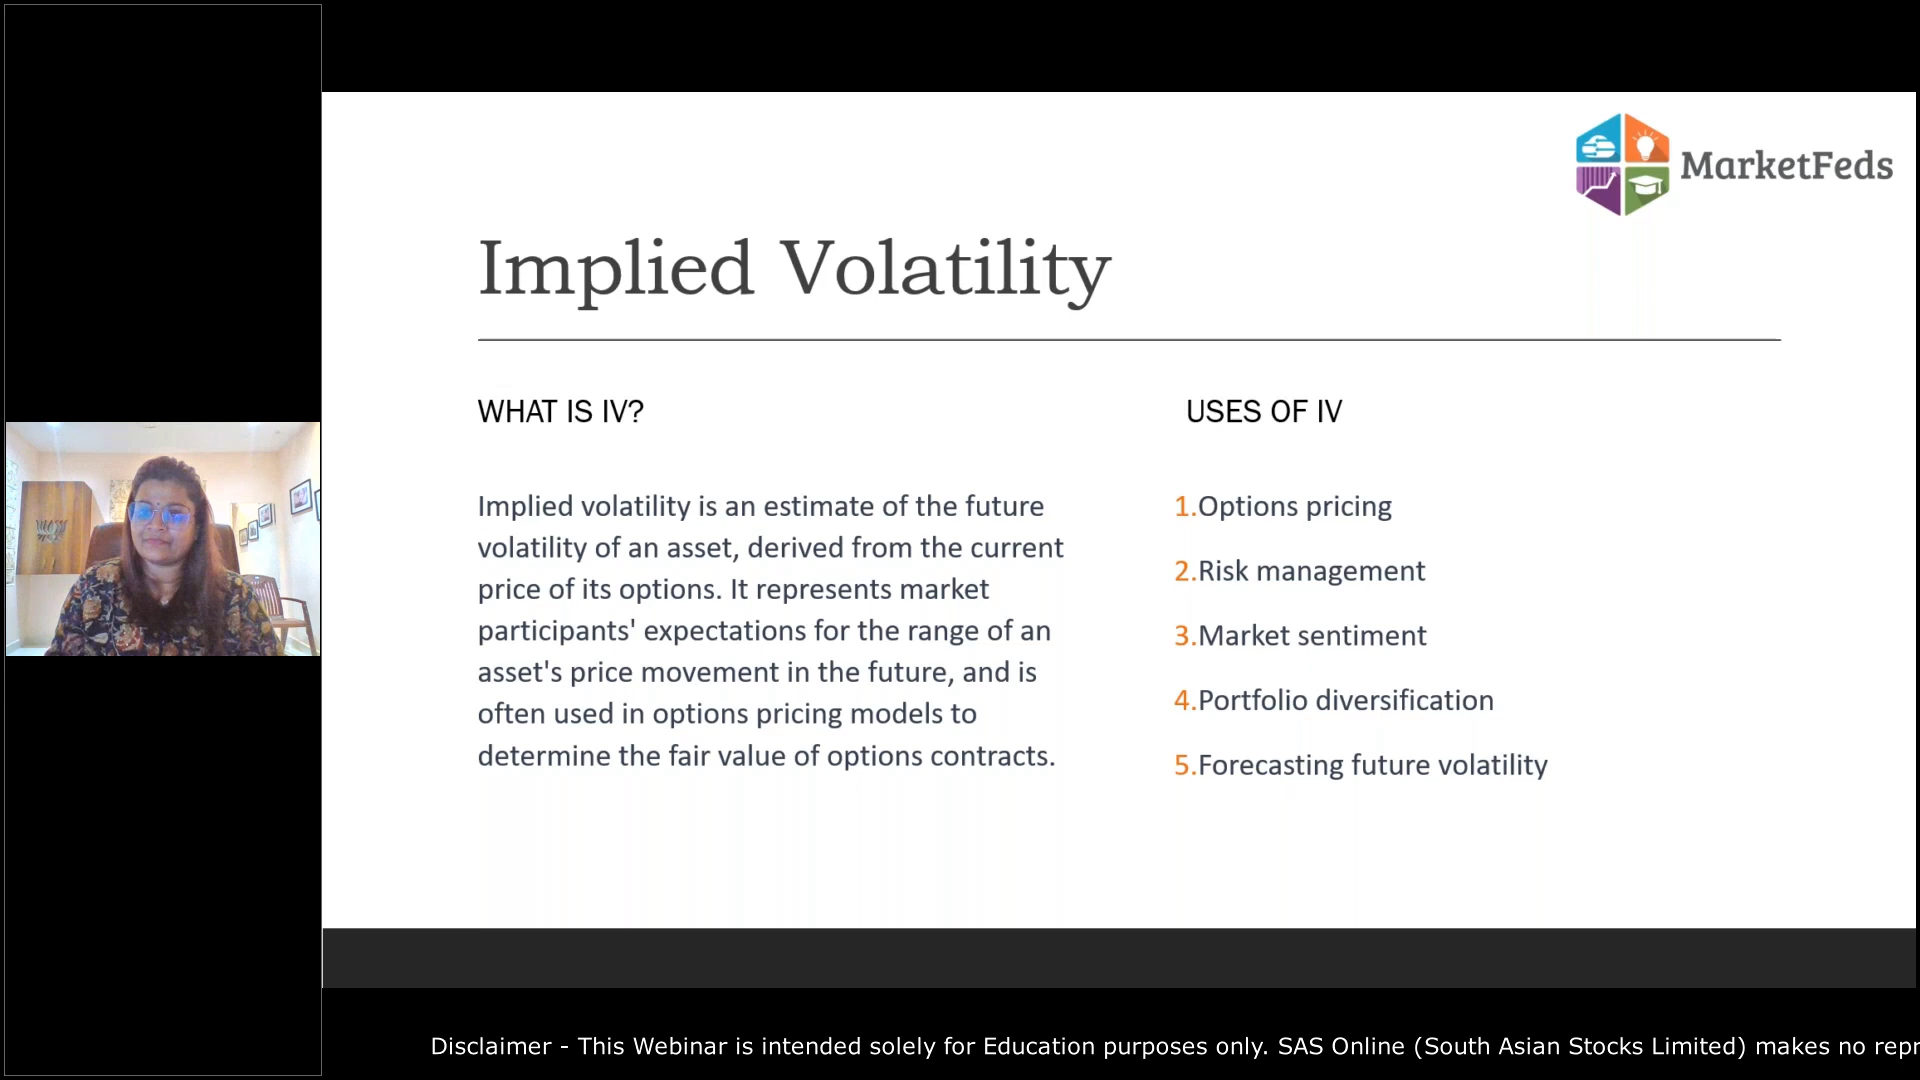 MarketFeds
Implied Volatility
WHAT IS IV?
Implied volatility is an estimate of the future
volatility of an asset, derived from the current
price of its options. It represents market
participants' expectations for the range of an
asset's price movement in the future, and is
often used in options pricing models to
determine the fair value of options contracts.
USES OF IV
1.Options pricing
2.Risk management
3.Market sentiment
4.Portfolio diversification
5.Forecasting future volatility
Disclaimer - This Webinar is intended solely for Education purposes only. SAS Online (South Asian Stocks Limited) makes no repr